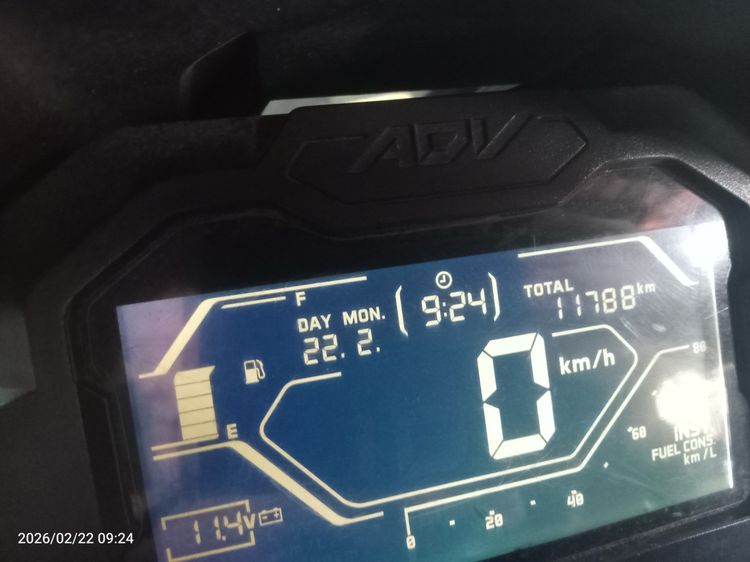 ADV
F
DAY MON.
22. 2.
9:24
TOTAL
11788 km
0 km/h
E
80
60
FUEL CONS.
km/L
11.4V
0 20 40
2026/02/22 09:24